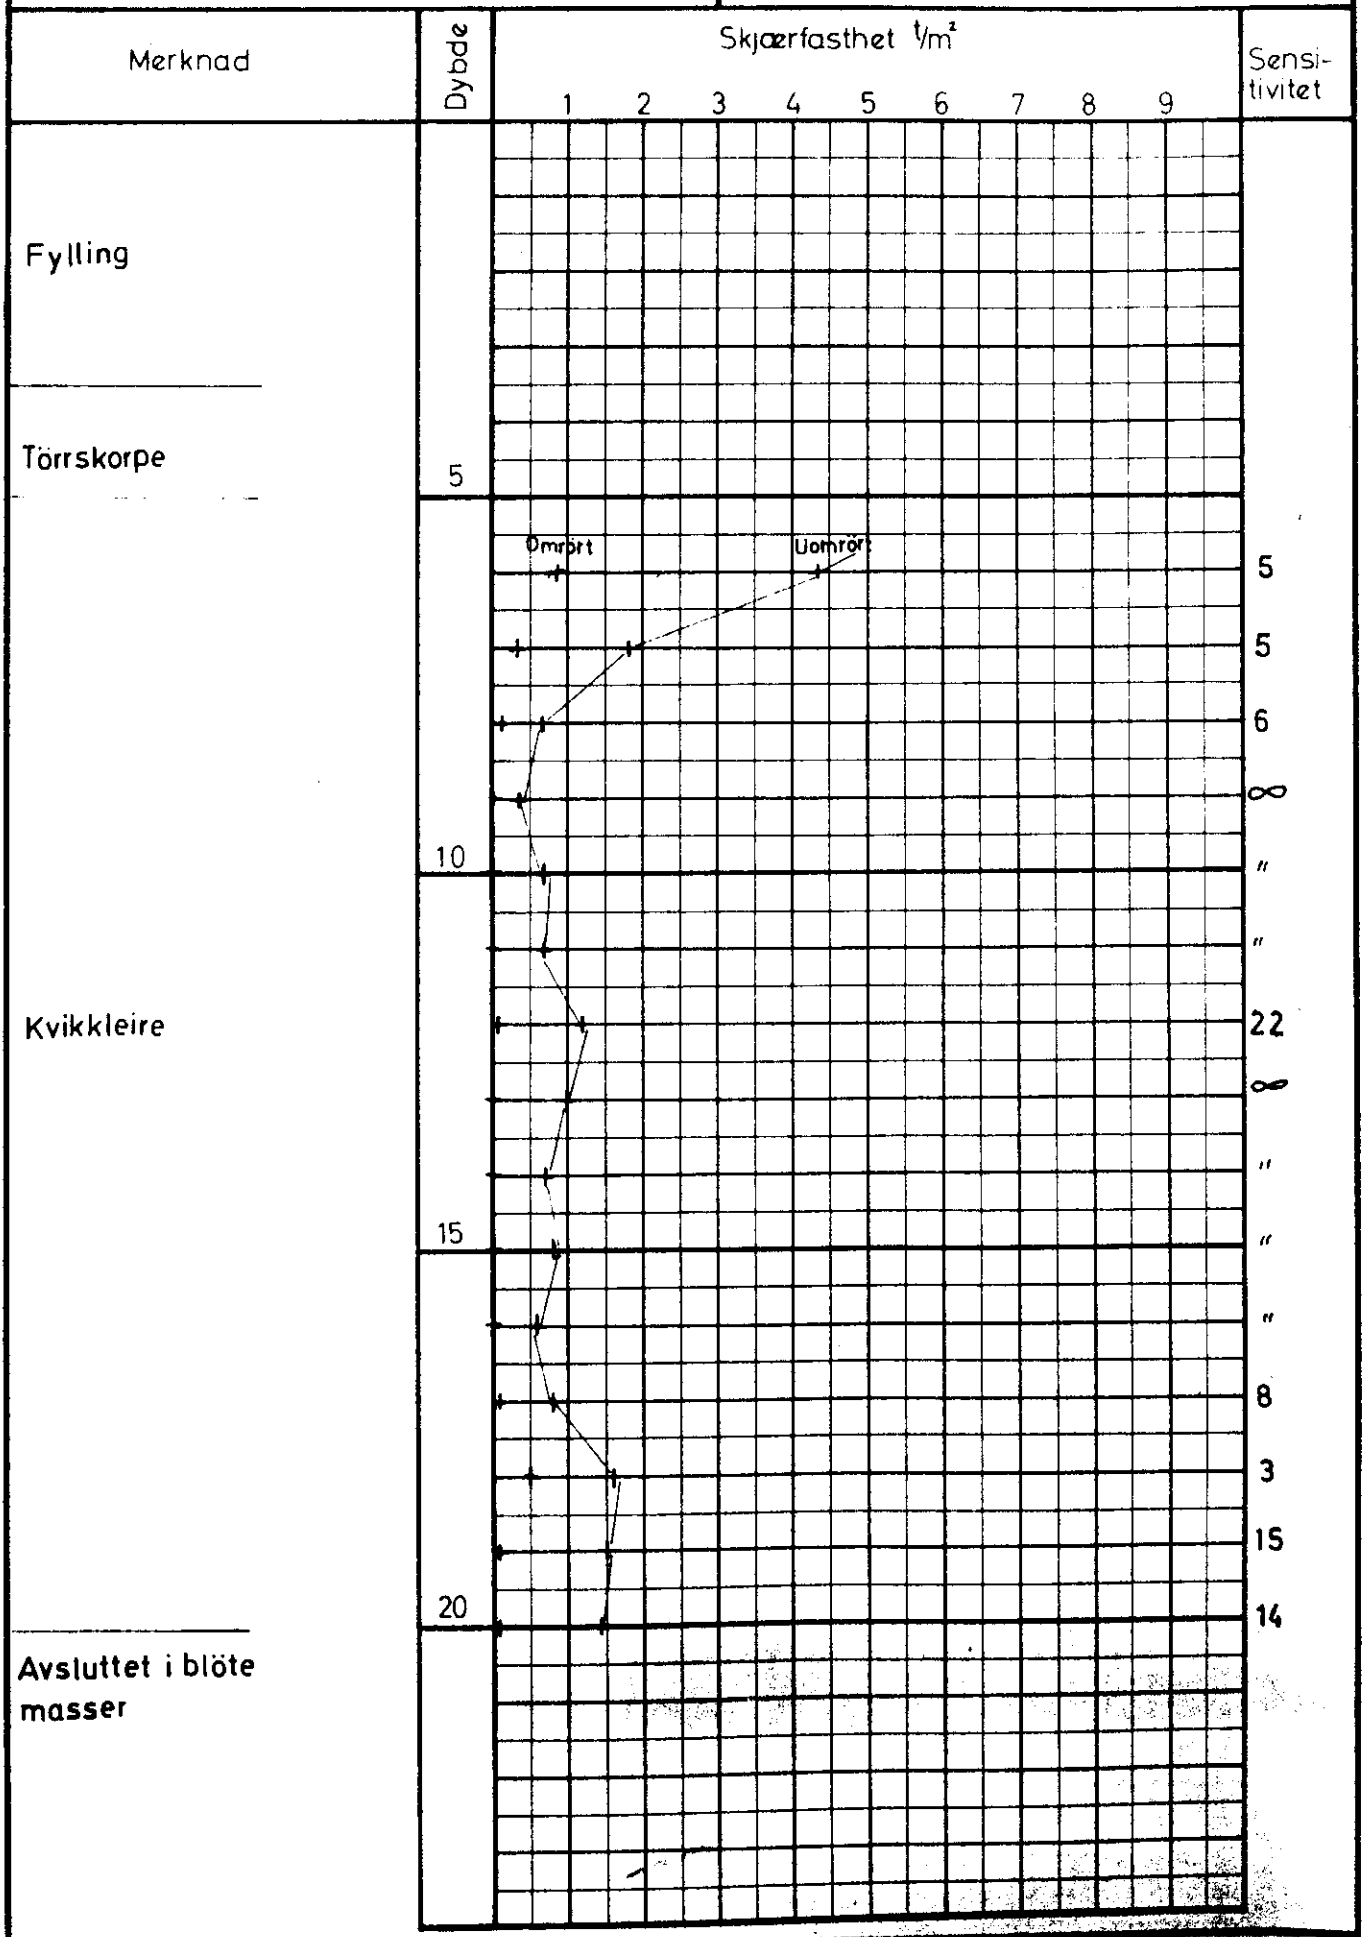 Merknad
Dybde
Skjærfasthet t/m²
Sensi-
tivitet
1 2 3 4 5 6 7 8 9
Fylling
Törrskorpe
5
Omrört Uomrört
5
5
6
∞
10
"
"
Kvikkleire
22
∞
"
15
"
"
8
3
15
20
14
Avsluttet i blöte
masser